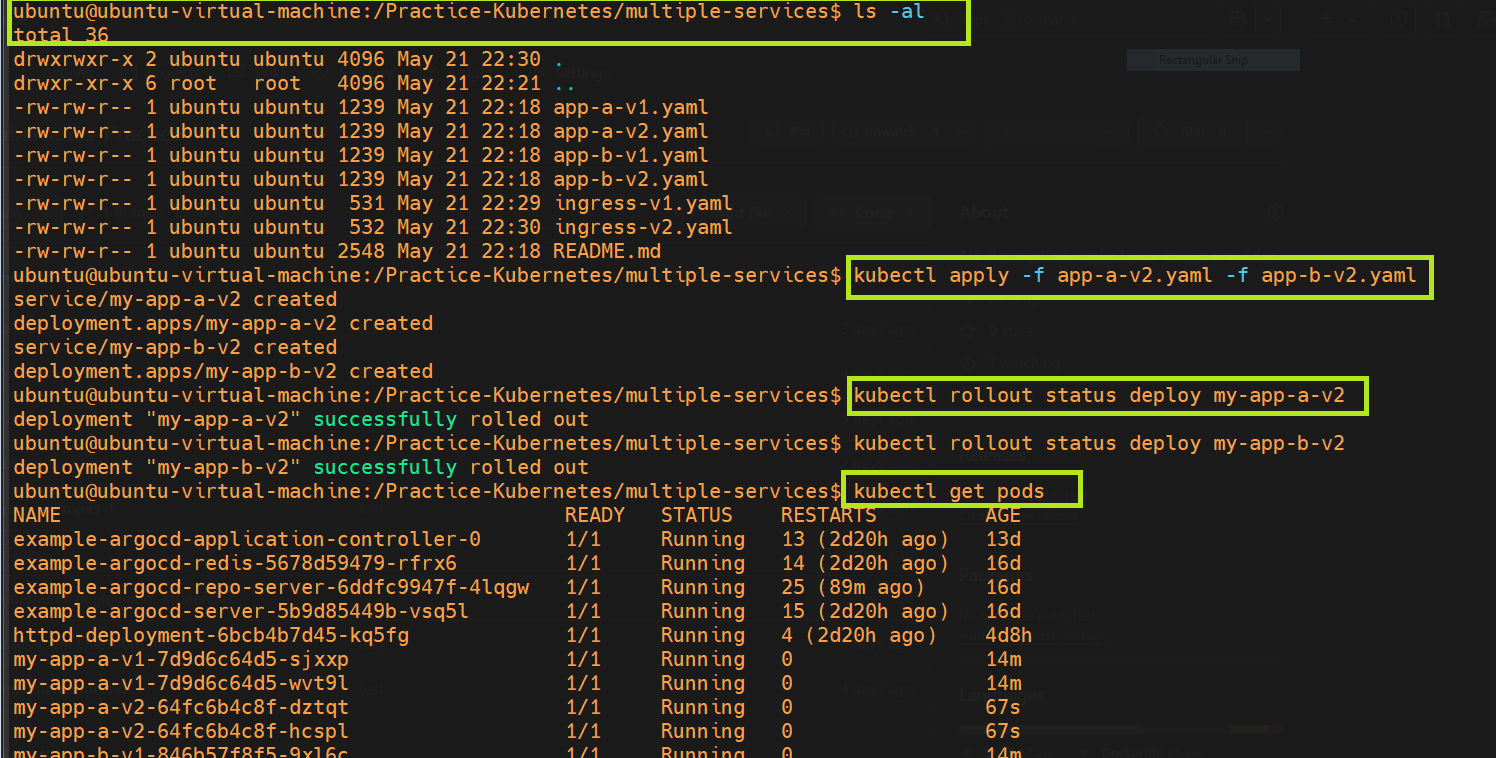 ubuntu@ubuntu-virtual-machine:/Practice-Kubernetes/multiple-services$ ls -al
total 36
Rectangular Snip
drwxrwxr-x 2 ubuntu ubuntu 4096 May 21 22:30 .
drwxr-xr-x 6 root   root   4096 May 21 22:21 ..
-rw-rw-r-- 1 ubuntu ubuntu 1239 May 21 22:18 app-a-v1.yaml
-rw-rw-r-- 1 ubuntu ubuntu 1239 May 21 22:18 app-a-v2.yaml
-rw-rw-r-- 1 ubuntu ubuntu 1239 May 21 22:18 app-b-v1.yaml
-rw-rw-r-- 1 ubuntu ubuntu 1239 May 21 22:18 app-b-v2.yaml
-rw-rw-r-- 1 ubuntu ubuntu  531 May 21 22:29 ingress-v1.yaml
-rw-rw-r-- 1 ubuntu ubuntu  532 May 21 22:30 ingress-v2.yaml
-rw-rw-r-- 1 ubuntu ubuntu 2548 May 21 22:18 README.md
ubuntu@ubuntu-virtual-machine:/Practice-Kubernetes/multiple-services$ kubectl apply -f app-a-v2.yaml -f app-b-v2.yaml
service/my-app-a-v2 created
deployment.apps/my-app-a-v2 created
service/my-app-b-v2 created
deployment.apps/my-app-b-v2 created
ubuntu@ubuntu-virtual-machine:/Practice-Kubernetes/multiple-services$ kubectl rollout status deploy my-app-a-v2
deployment "my-app-a-v2" successfully rolled out
ubuntu@ubuntu-virtual-machine:/Practice-Kubernetes/multiple-services$ kubectl rollout status deploy my-app-b-v2
deployment "my-app-b-v2" successfully rolled out
ubuntu@ubuntu-virtual-machine:/Practice-Kubernetes/multiple-services$ kubectl get pods
NAME                                          READY   STATUS    RESTARTS         AGE
example-argocd-application-controller-0       1/1     Running   13 (2d20h ago)   13d
example-argocd-redis-5678d59479-rfrx6         1/1     Running   14 (2d20h ago)   16d
example-argocd-repo-server-6ddfc9947f-4lqgw   1/1     Running   25 (89m ago)     16d
example-argocd-server-5b9d85449b-vsq5l        1/1     Running   15 (2d20h ago)   16d
httpd-deployment-6bcb4b7d45-kq5fg             1/1     Running   4 (2d20h ago)    4d8h
my-app-a-v1-7d9d6c64d5-sjxxp                  1/1     Running   0                14m
my-app-a-v1-7d9d6c64d5-wvt9l                  1/1     Running   0                14m
my-app-a-v2-64fc6b4c8f-dztqt                  1/1     Running   0                67s
my-app-a-v2-64fc6b4c8f-hcspl                  1/1     Running   0                67s
my-app-b-v1-846b57f8f5-9xl6c                  1/1     Running   0                14m